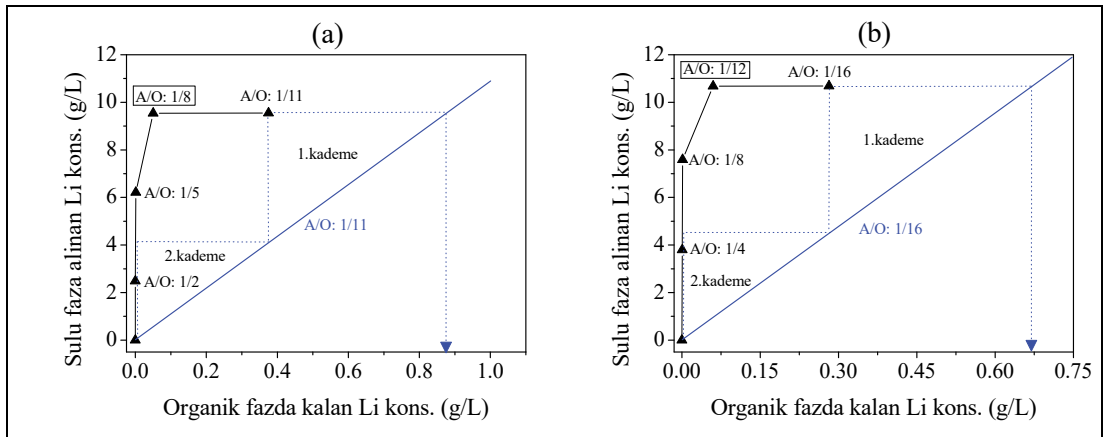 (a)
Sulu faza alinan Li kons. (g/L)
12
10
8
6
4
2
0
A/O: 1/8
A/O: 1/11
1.kademe
A/O: 1/5
A/O: 1/11
2.kademe
A/O: 1/2
0.0 0.2 0.4 0.6 0.8 1.0
Organik fazda kalan Li kons. (g/L)
(b)
Sulu faza alinan Li kons. (g/L)
12
10
8
6
4
2
0
A/O: 1/12
A/O: 1/16
1.kademe
A/O: 1/8
A/O: 1/16
A/O: 1/4
2.kademe
0.00 0.15 0.30 0.45 0.60 0.75
Organik fazda kalan Li kons. (g/L)